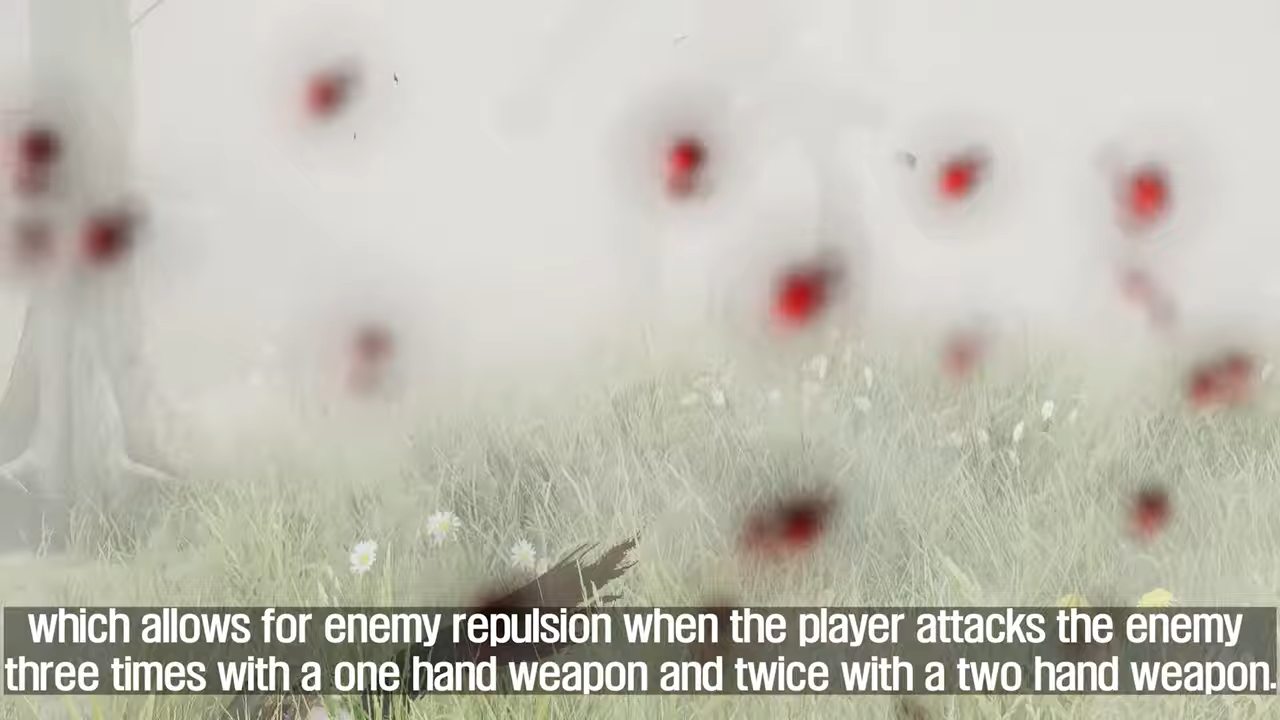 which allows for enemy repulsion when the player attacks the enemy
three times with a one hand weapon and twice with a two hand weapon.